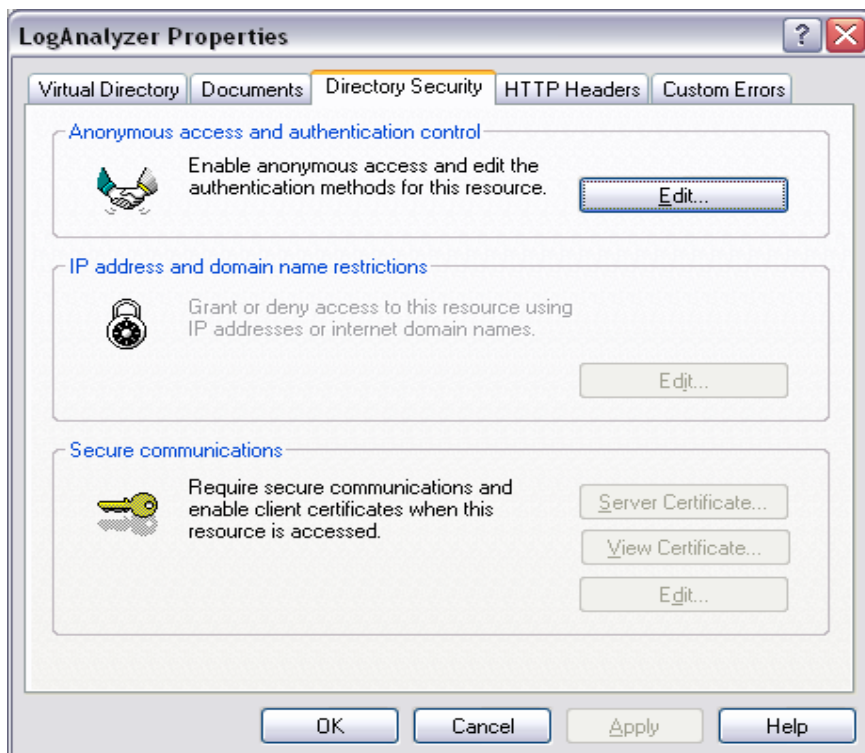 LogAnalyzer Properties
Virtual Directory Documents Directory Security HTTP Headers Custom Errors
Anonymous access and authentication control
Enable anonymous access and edit the
authentication methods for this resource.
Edit...
IP address and domain name restrictions
Grant or deny access to this resource using
IP addresses or internet domain names.
Edit...
Secure communications
Require secure communications and
enable client certificates when this
resource is accessed.
Server Certificate...
View Certificate...
Edit...
OK Cancel Apply Help